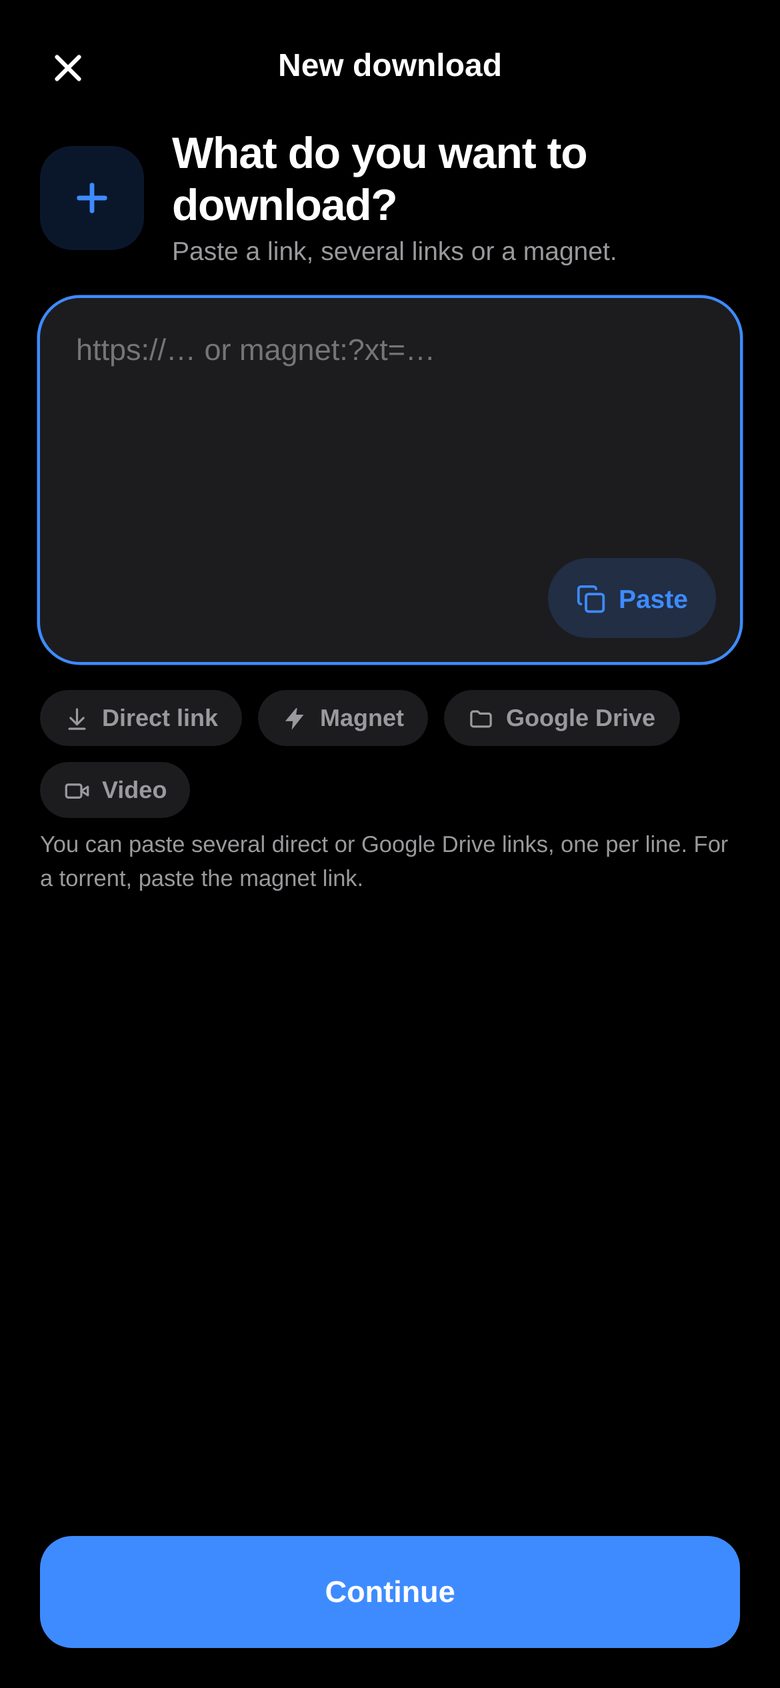 New download
What do you want to
download?
Paste a link, several links or a magnet.
https://… or magnet:?xt=…
Paste
Direct link
Magnet
Google Drive
Video
You can paste several direct or Google Drive links, one per line. For
a torrent, paste the magnet link.
Continue